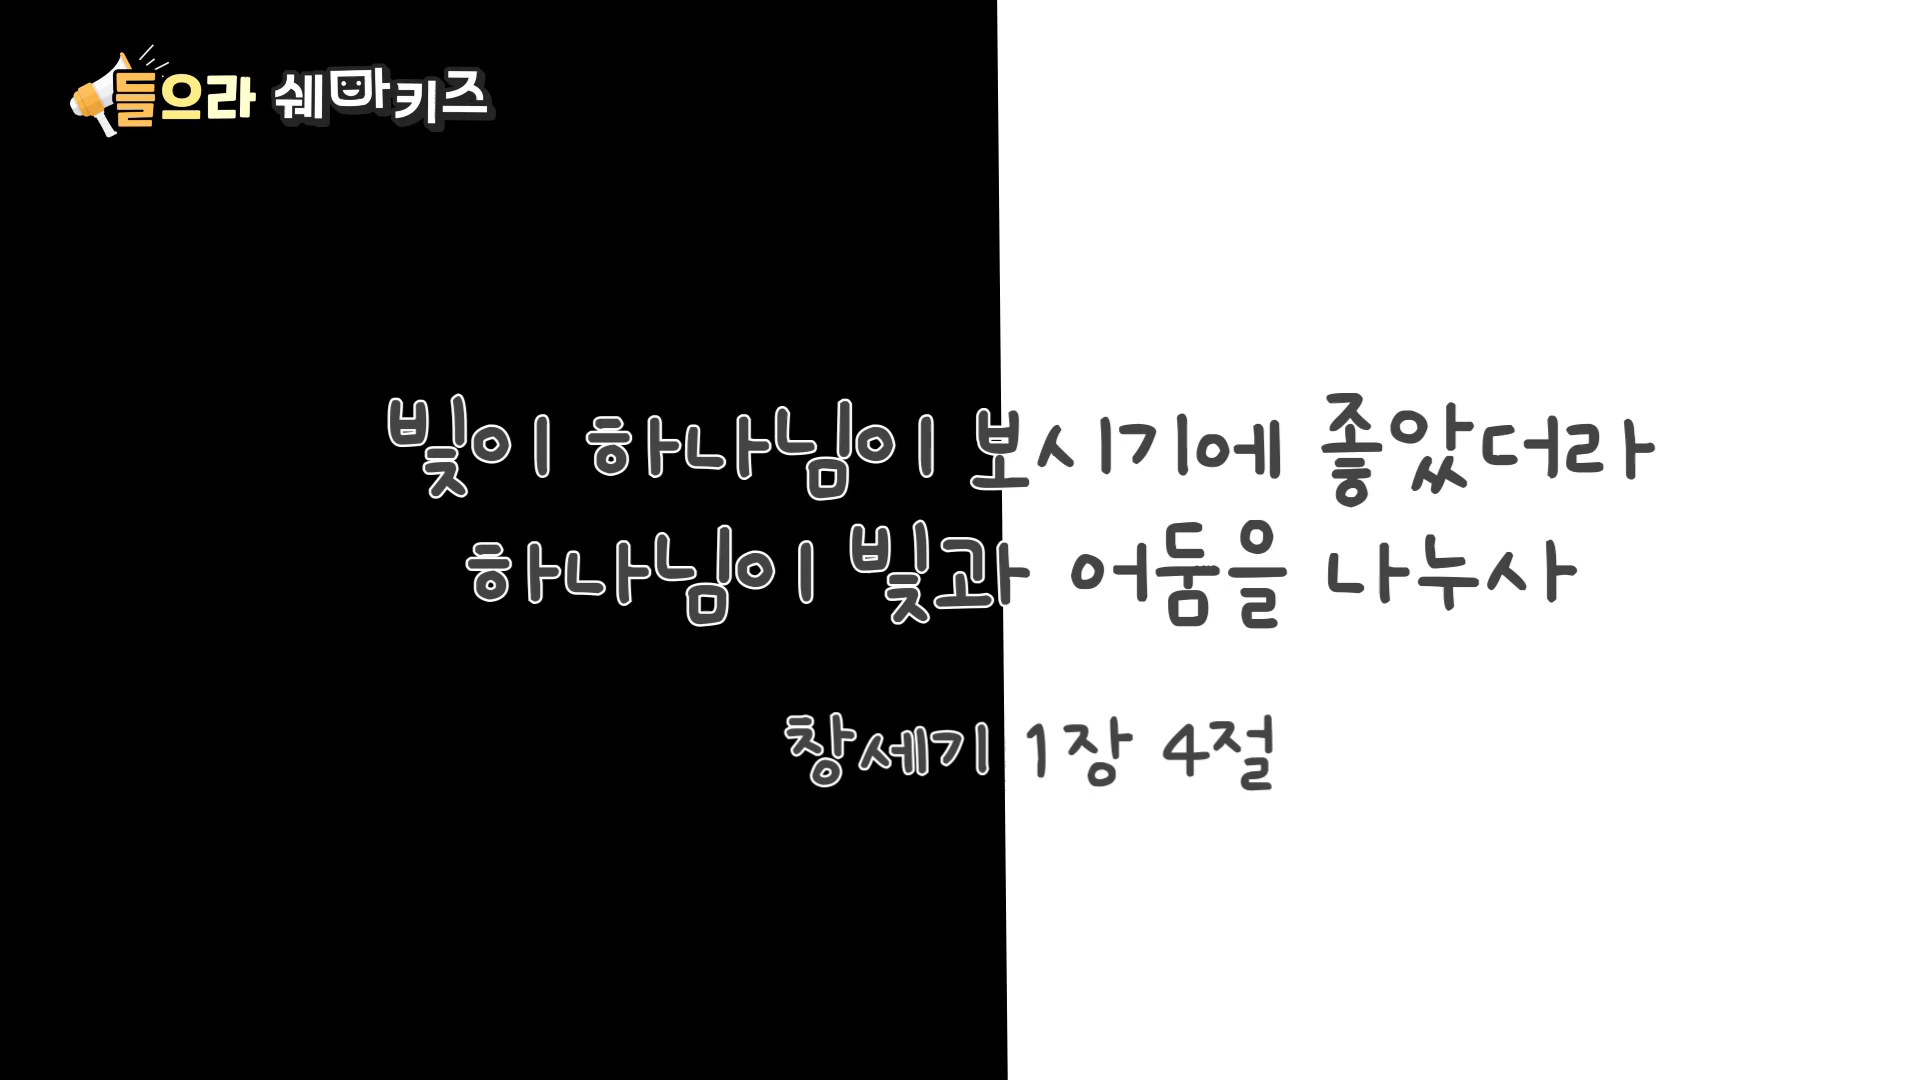 들으라 쉐마키즈
빛이 하나님이 보시기에 좋았더라
하나님이 빛과 어둠을 나누사
창세기 1장 4절